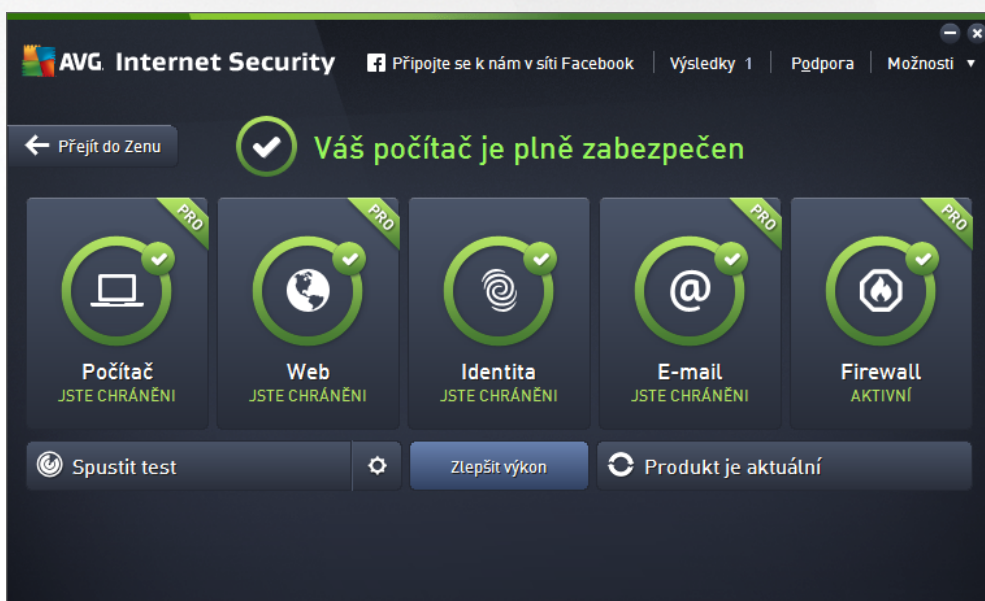 AVG. Internet Security
Připojte se k nám v síti Facebook
Výsledky 1
Podpora
Možnosti
Přejít do Zenu
Váš počítač je plně zabezpečen
PRO
PRO
PRO
PRO
Počítač
JSTE CHRÁNĚNI
Web
JSTE CHRÁNĚNI
Identita
JSTE CHRÁNĚNI
E-mail
JSTE CHRÁNĚNI
Firewall
AKTIVNÍ
Spustit test
Zlepšit výkon
Produkt je aktuální